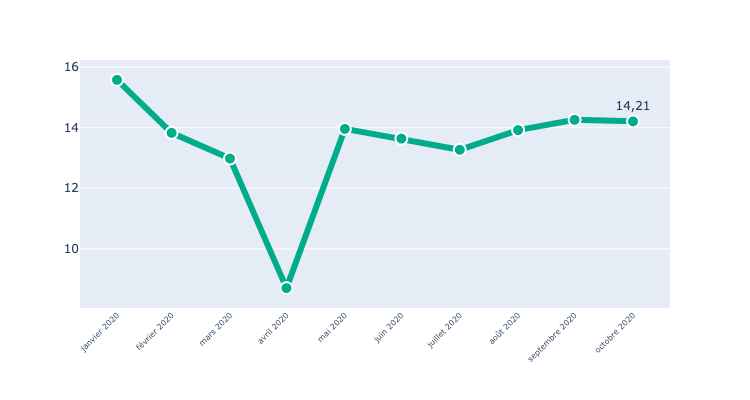 16
14,21
14
12
10
janvier 2020
février 2020
mars 2020
avril 2020
mai 2020
juin 2020
juillet 2020
août 2020
septembre 2020
octobre 2020